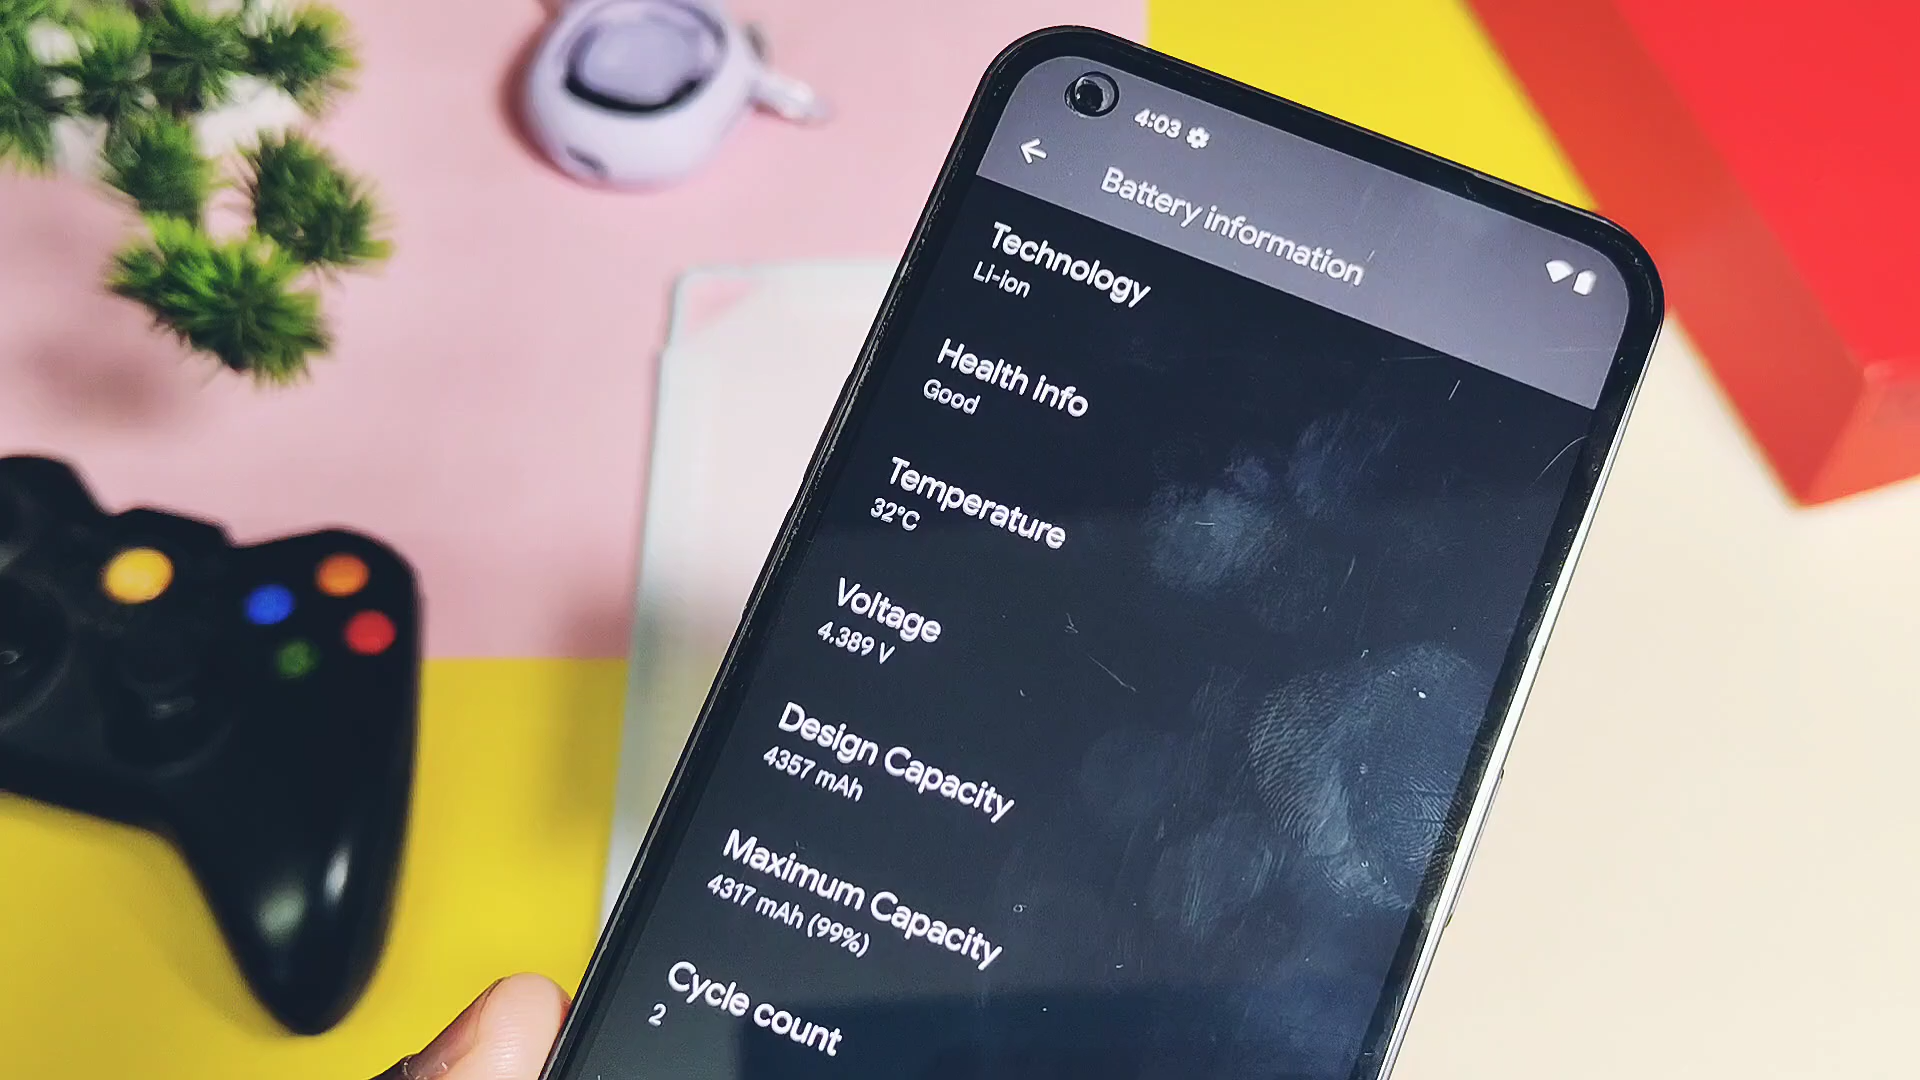 4:03
Battery information
Technology
Li-ion
Health info
Good
Temperature
32°C
Voltage
4.389 V
Design Capacity
4357 mAh
Maximum Capacity
4317 mAh (99%)
Cycle count
2